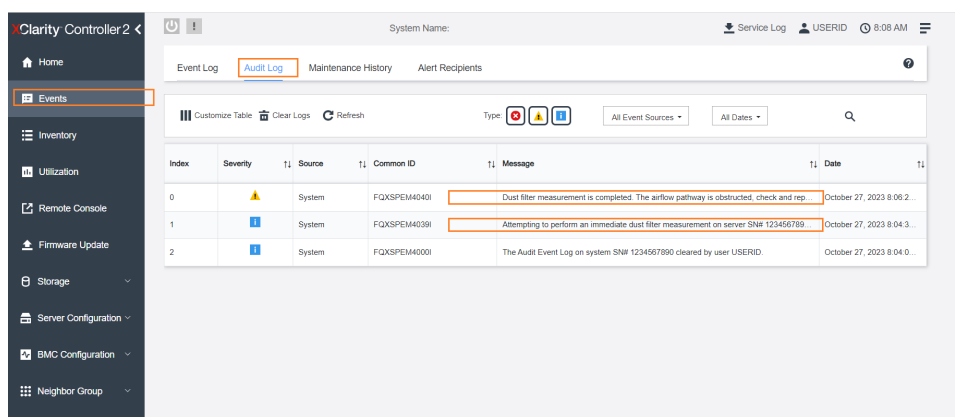 XClarity Controller 2
System Name:
Service Log
USERID
8:08 AM
Home
Events
Inventory
Utilization
Remote Console
Firmware Update
Storage
Server Configuration
BMC Configuration
Neighbor Group
Event Log
Audit Log
Maintenance History
Alert Recipients
Customize Table
Clear Logs
Refresh
Type:
All Event Sources
All Dates
Index Severity Source Common ID Message Date
0 System FQXSPEM4040I Dust filter measurement is completed. The airflow pathway is obstructed, check and rep... October 27, 2023 8:06:2...
1 System FQXSPEM4039I Attempting to perform an immediate dust filter measurement on server SN# 123456789... October 27, 2023 8:04:3...
2 System FQXSPEM4000I The Audit Event Log on system SN# 1234567890 cleared by user USERID. October 27, 2023 8:04:0...